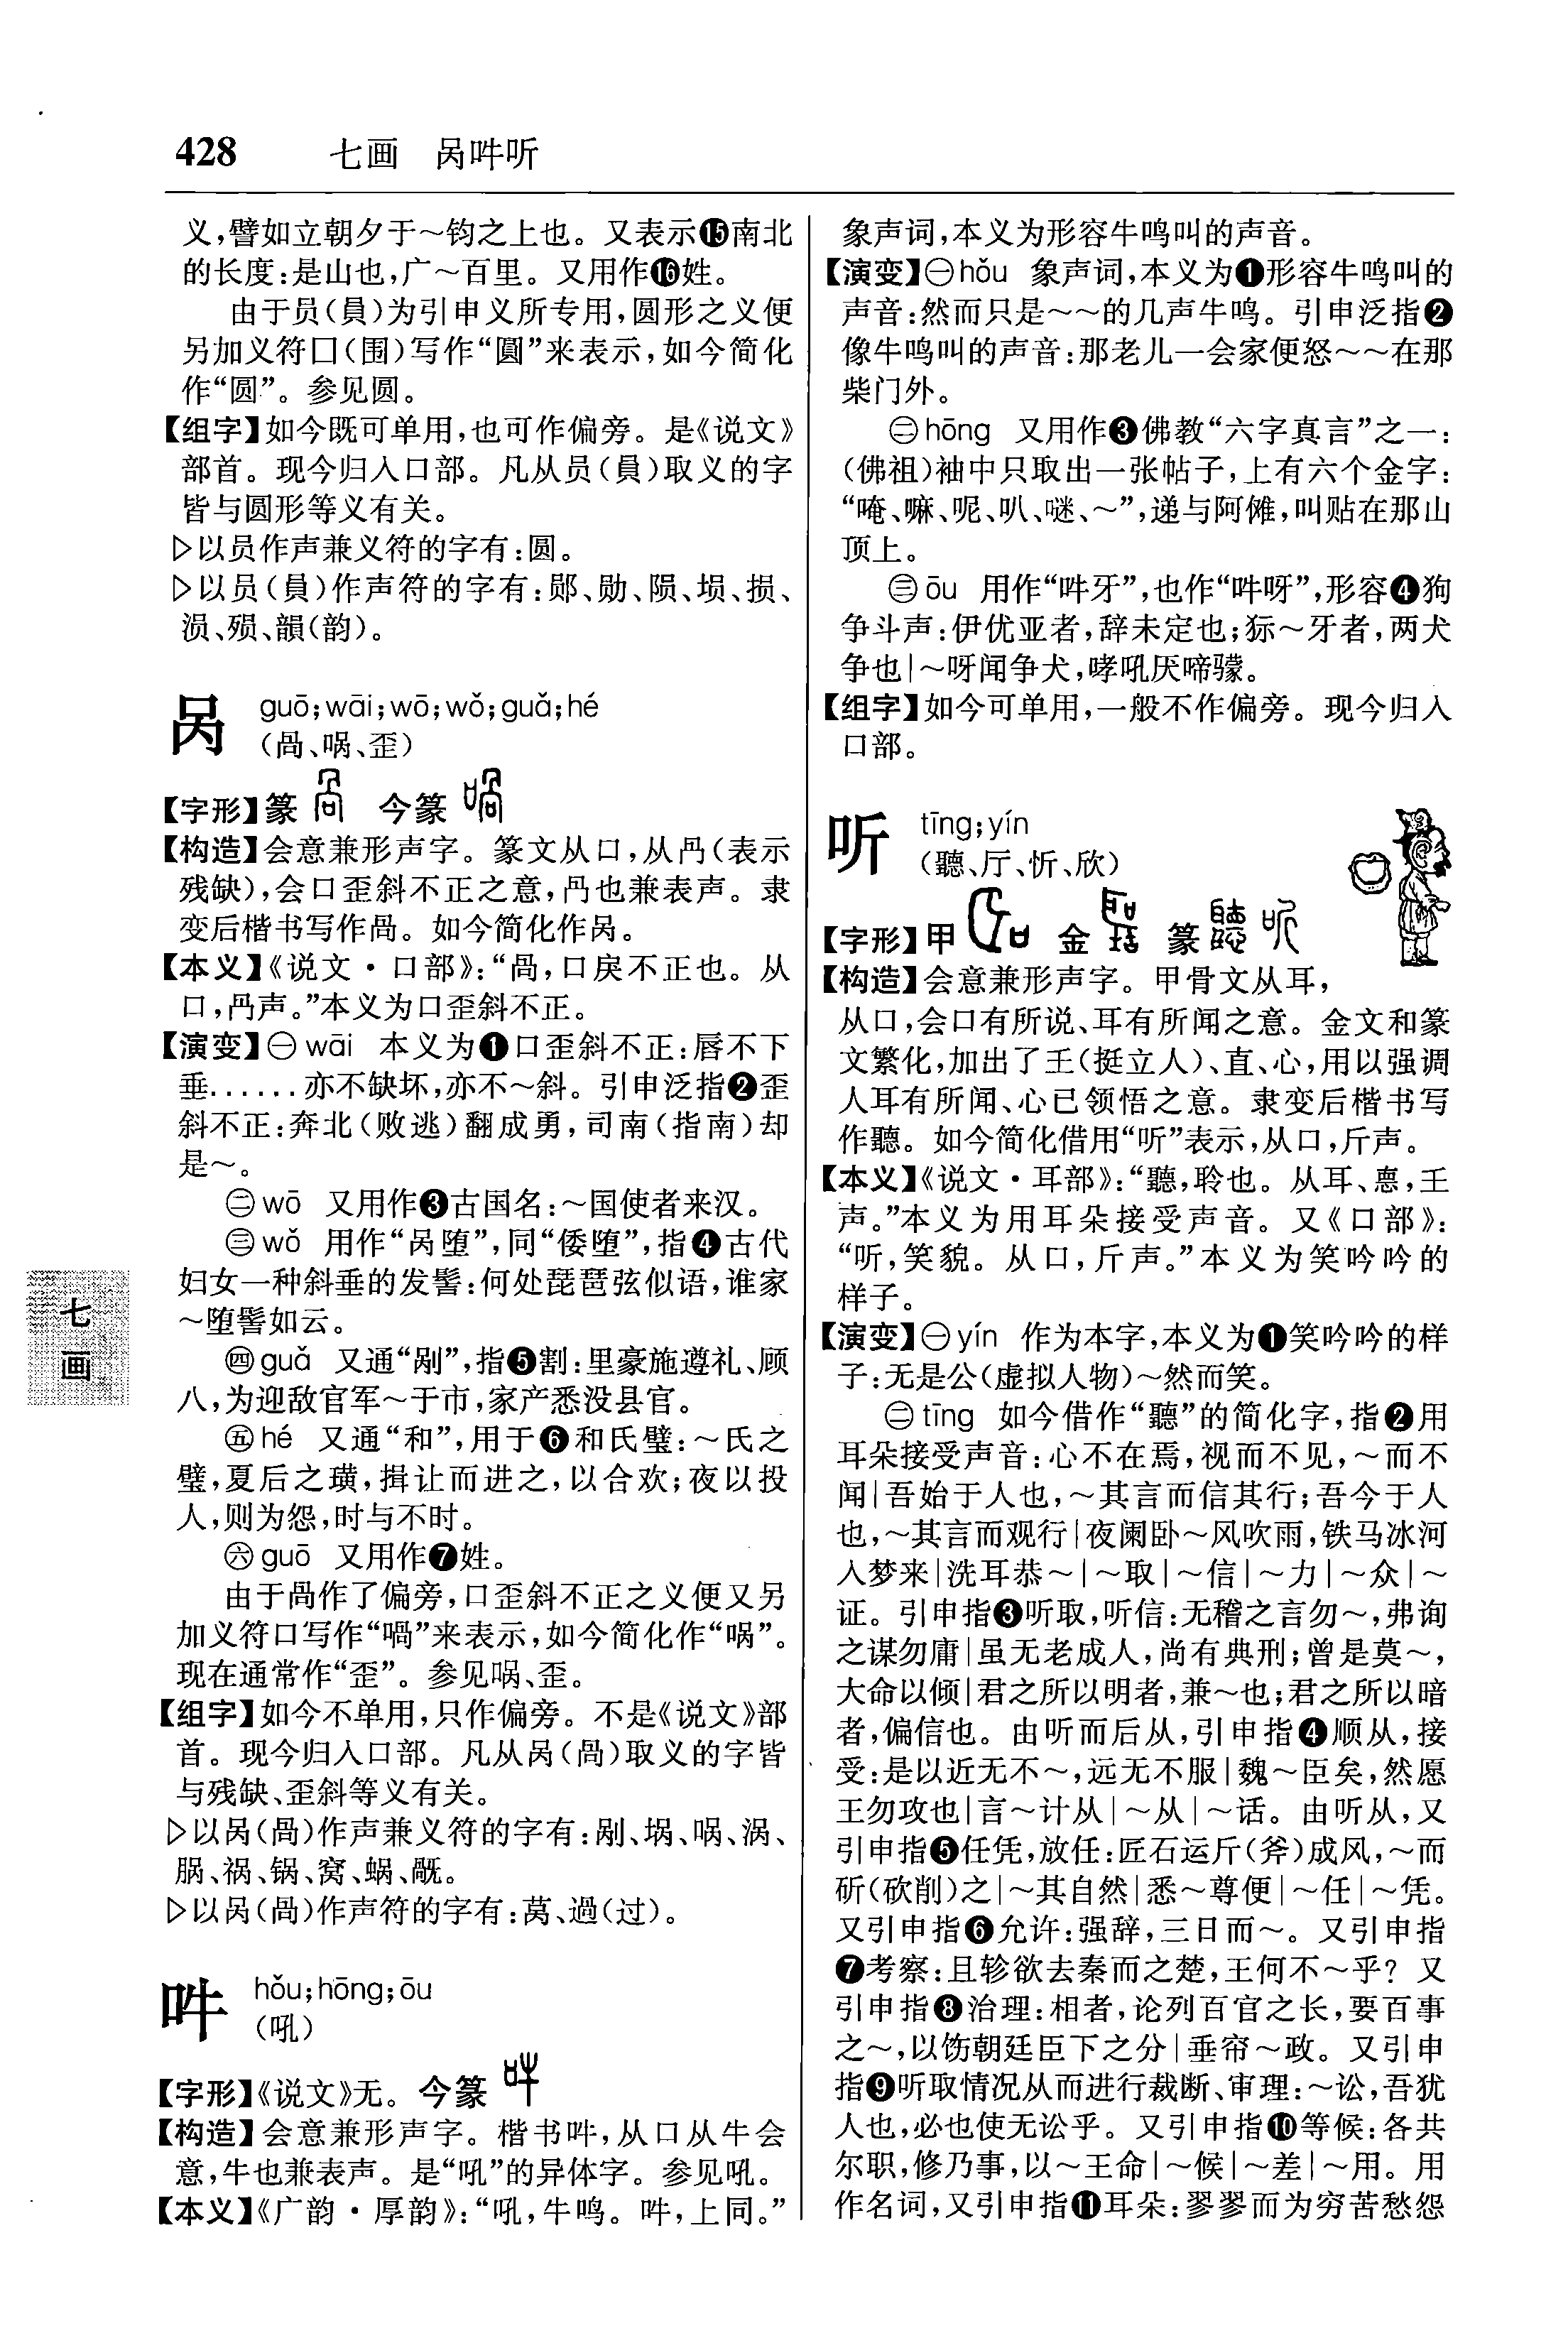 428 七画 呙吽听
义,譬如立朝夕于～钧之上也。又表示⓯南北
的长度:是山也,广～百里。又用作⓰姓。
由于员(員)为引申义所专用,圆形之义便
另加义符囗(围)写作“圓”来表示,如今简化
作“圆”。参见圆。
【组字】如今既可单用,也可作偏旁。是《说文》
部首。现今归入口部。凡从员(員)取义的字
皆与圆形等义有关。
▷以员作声兼义符的字有:圆。
▷以员(員)作声符的字有:郧、勋、陨、埙、损、
涢、殒、韻(韵)。
呙 guō;wāi;wō;wǒ;guǎ;hé
(咼、㖞、歪)
【字形】篆 今篆
【构造】会意兼形声字。篆文从口,从冎(表示
残缺),会口歪斜不正之意,冎也兼表声。隶
变后楷书写作咼。如今简化作呙。
【本义】《说文·口部》:“咼,口戾不正也。从
口,冎声。”本义为口歪斜不正。
【演变】㊀wāi 本义为❶口歪斜不正:唇不下
垂……亦不缺坏,亦不～斜。引申泛指❷歪
斜不正:奔北(败逃)翻成勇,司南(指南)却
是～。
㊁wō 又用作❸古国名:～国使者来汉。
㊂wǒ 用作“呙堕”,同“倭堕”,指❹古代
妇女一种斜垂的发髻:何处琵琶弦似语,谁家
～堕髻如云。
㊃guǎ 又通“剐”,指❺割:里豪施遵礼、顾
八,为迎敌官军～于市,家产悉没县官。
㊄hé 又通“和”,用于❻和氏璧:～氏之
璧,夏后之璜,揖让而进之,以合欢;夜以投
人,则为怨,时与不时。
㊅guō 又用作❼姓。
由于咼作了偏旁,口歪斜不正之义便又另
加义符口写作“喎”来表示,如今简化作“㖞”。
现在通常作“歪”。参见㖞、歪。
【组字】如今不单用,只作偏旁。不是《说文》部
首。现今归入口部。凡从呙(咼)取义的字皆
与残缺、歪斜等义有关。
▷以呙(咼)作声兼义符的字有:剐、埚、㖞、涡、
脶、祸、锅、窝、蜗、䶸。
▷以呙(咼)作声符的字有:莴、過(过)。
吽 hǒu;hōng;ōu
(吼)
【字形】《说文》无。今篆
【构造】会意兼形声字。楷书吽,从口从牛会
意,牛也兼表声。是“吼”的异体字。参见吼。
【本义】《广韵·厚韵》:“吼,牛鸣。吽,上同。”
七画
象声词,本义为形容牛鸣叫的声音。
【演变】㊀hǒu 象声词,本义为❶形容牛鸣叫的
声音:然而只是～～的几声牛鸣。引申泛指❷
像牛鸣叫的声音:那老儿一会家便怒～～在那
柴门外。
㊁hōng 又用作❸佛教“六字真言”之一:
(佛祖)袖中只取出一张帖子,上有六个金字:
“唵、嘛、呢、叭、𠺗、～”,递与阿傩,叫贴在那山
顶上。
㊂ōu 用作“吽牙”,也作“吽呀”,形容❹狗
争斗声:伊优亚者,辞未定也;狋～牙者,两犬
争也|～呀闻争犬,哮吼厌啼骥。
【组字】如今可单用,一般不作偏旁。现今归入
口部。
听 tīng;yín
(聽、厅、忻、欣)
【字形】甲 金 篆
【构造】会意兼形声字。甲骨文从耳,
从口,会口有所说、耳有所闻之意。金文和篆
文繁化,加出了𡈼(挺立人)、直、心,用以强调
人耳有所闻、心已领悟之意。隶变后楷书写
作聽。如今简化借用“听”表示,从口,斤声。
【本义】《说文·耳部》:“聽,聆也。从耳、悳,𡈼
声。”本义为用耳朵接受声音。又《口部》:
“听,笑貌。从口,斤声。”本义为笑吟吟的
样子。
【演变】㊀yín 作为本字,本义为❶笑吟吟的样
子:无是公(虚拟人物)～然而笑。
㊁tīng 如今借作“聽”的简化字,指❷用
耳朵接受声音:心不在焉,视而不见,～而不
闻|吾始于人也,～其言而信其行;吾今于人
也,～其言而观行|夜阑卧～风吹雨,铁马冰河
入梦来|洗耳恭～|～取|～信|～力|～众|～
证。引申指❸听取,听信:无稽之言勿～,弗询
之谋勿庸|虽无老成人,尚有典刑;曾是莫～,
大命以倾|君之所以明者,兼～也;君之所以暗
者,偏信也。由听而后从,引申指❹顺从,接
受:是以近无不～,远无不服|魏～臣矣,然愿
王勿攻也|言～计从|～从|～话。由听从,又
引申指❺任凭,放任:匠石运斤(斧)成风,～而
斫(砍削)之|～其自然|悉～尊便|～任|～凭。
又引申指❻允许:强辞,三日而～。又引申指
❼考察:且轸欲去秦而之楚,王何不～乎? 又
引申指❽治理:相者,论列百官之长,要百事
之～,以饬朝廷臣下之分|垂帘～政。又引申
指❾听取情况从而进行裁断、审理:～讼,吾犹
人也,必也使无讼乎。又引申指❿等候:各共
尔职,修乃事,以～王命|～候|～差|～用。用
作名词,又引申指⓫耳朵:翏翏而为穷苦愁怨